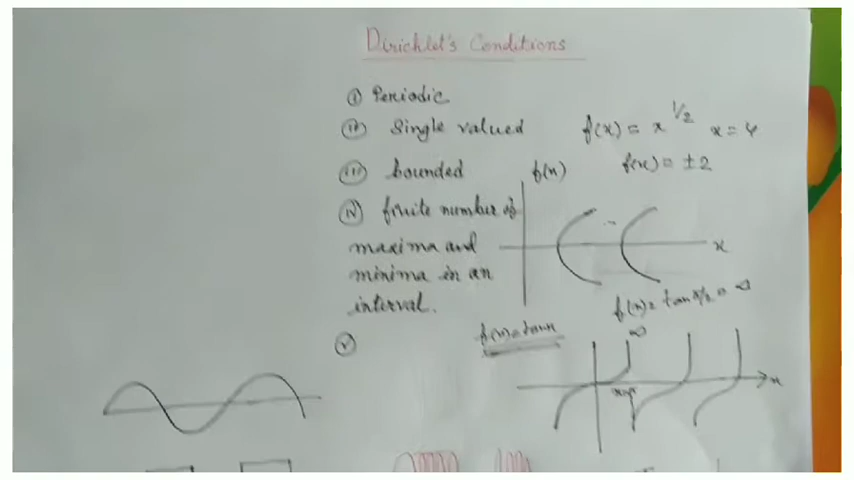 Dirichlet's Conditions
(i) Periodic
(ii) Single valued f(x) = x^1/2 x = 4
f(x) = ±2
(iii) bounded f(x)
(iv) finite number of
maxima and
minima in an
interval.
x
f(x) = tan π/2 = ∞
(v)
f(x) = tanx
∞
x